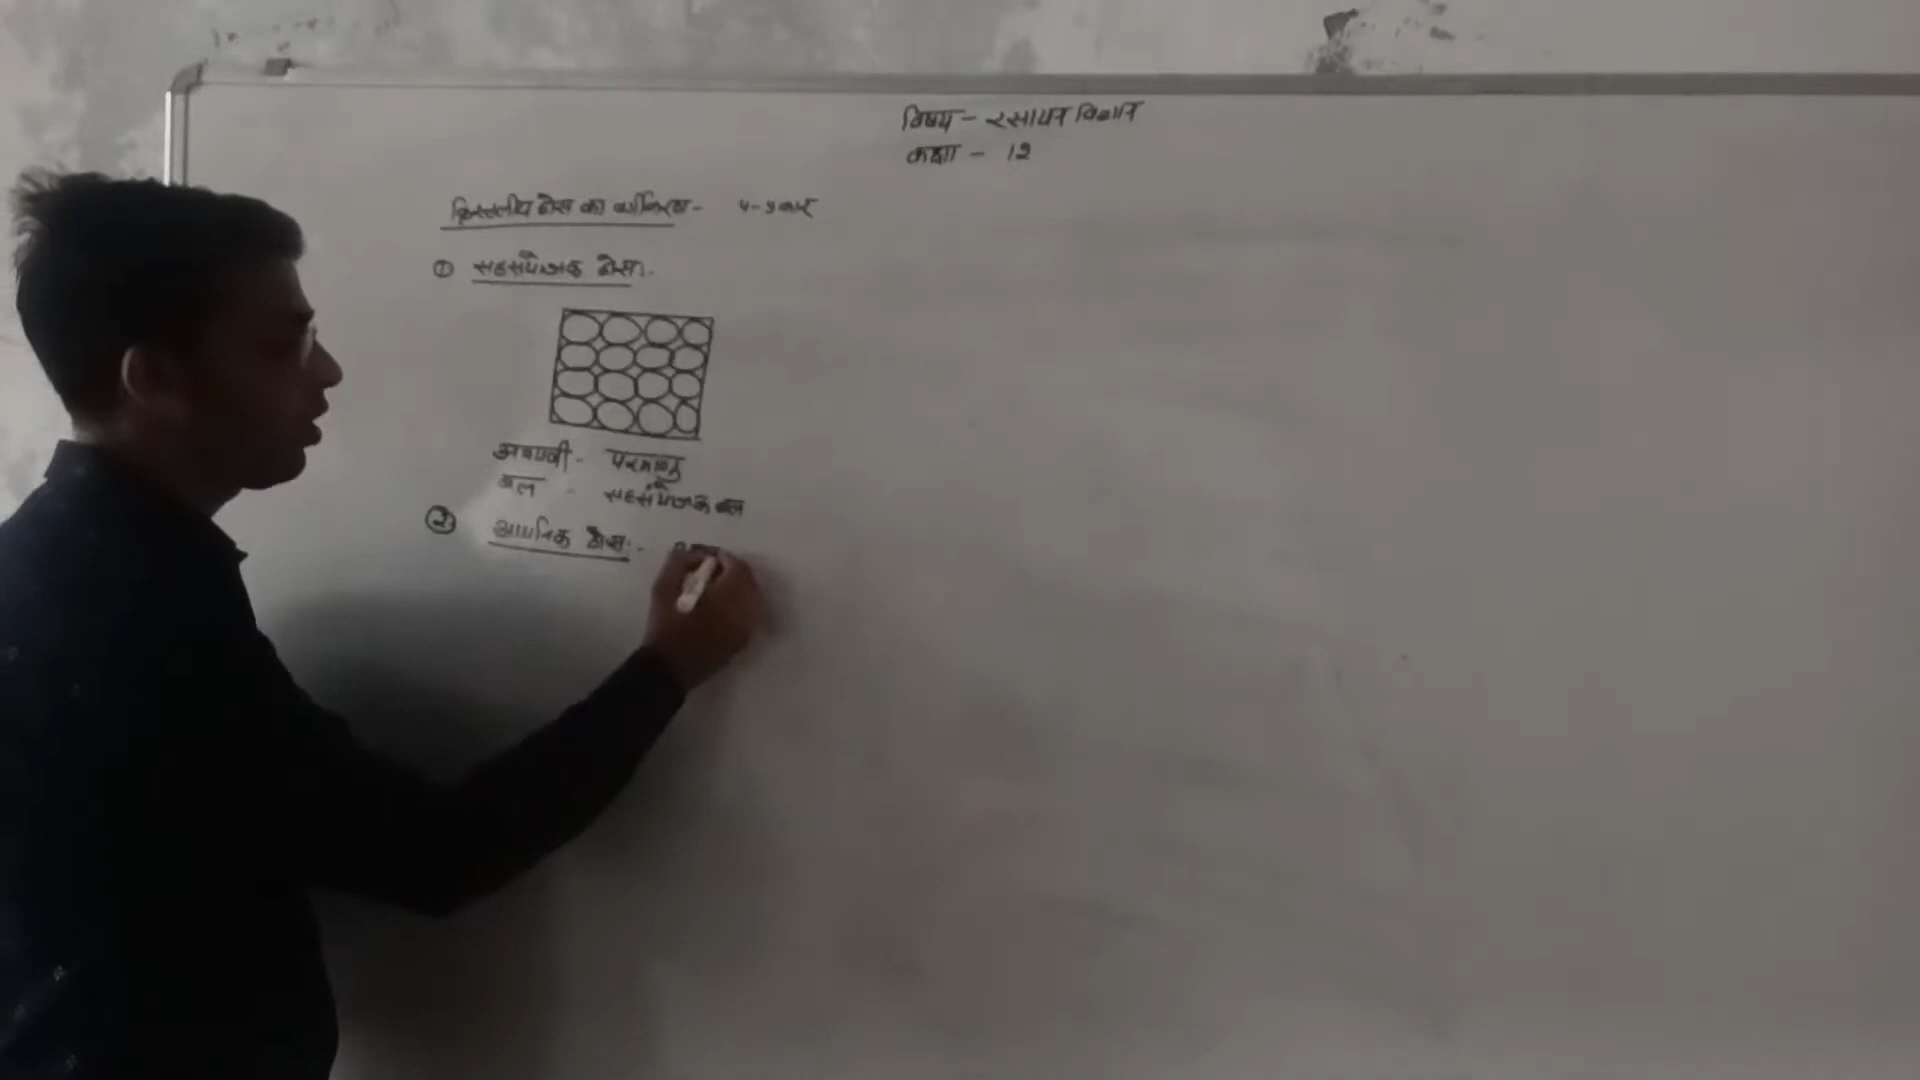 विषय - रसायन विज्ञान
कक्षा - 12
क्रिस्टलीय ठोस का वर्गीकरण - 4-प्रकार
① सहसंयोजक ठोस.
अवयवी - परमाणु
बल - सहसंयोजक बल
② आयनिक ठोस: -